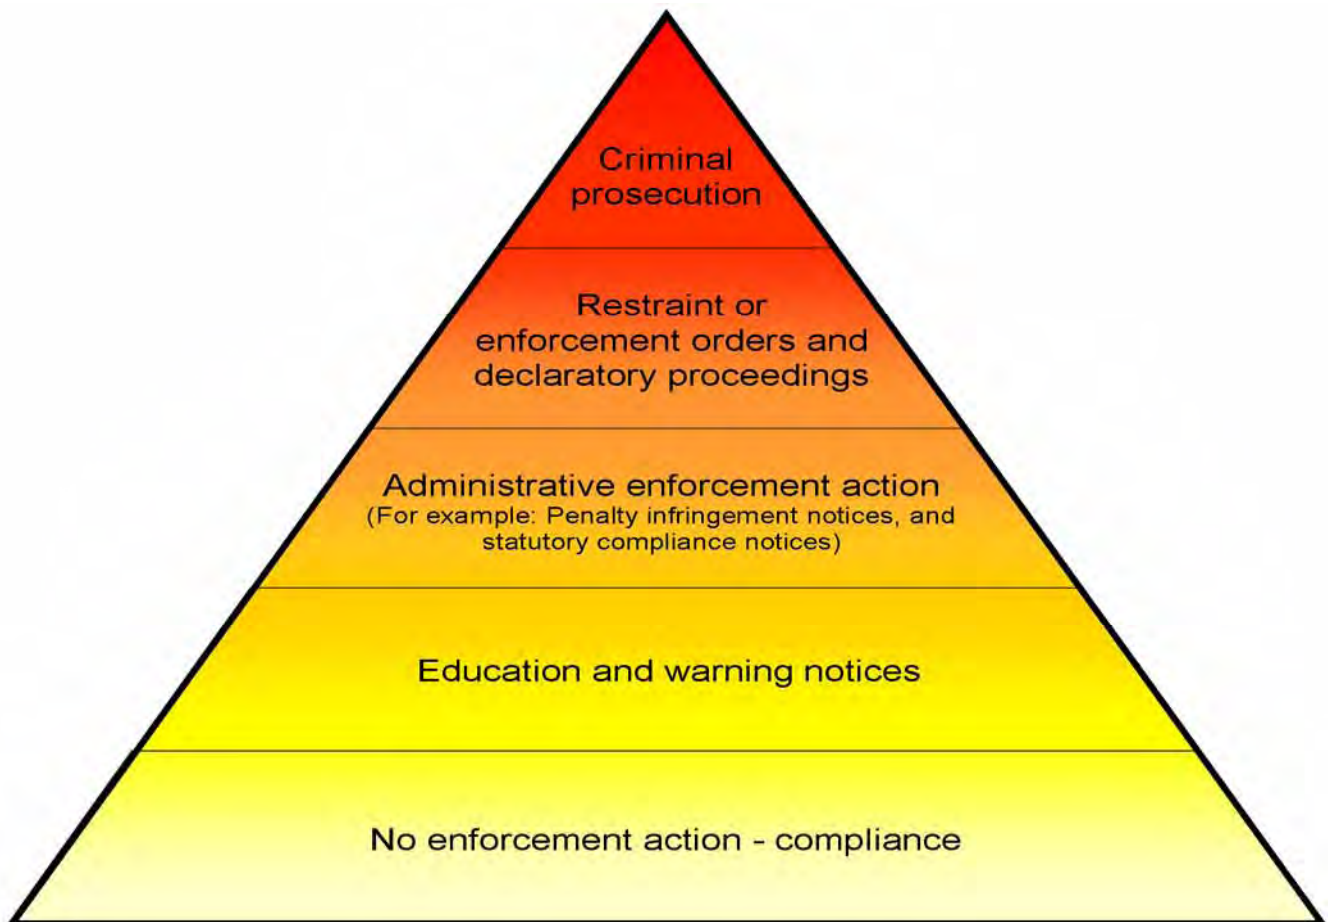 Criminal
prosecution
Restraint or
enforcement orders and
declaratory proceedings
Administrative enforcement action
(For example: Penalty infringement notices, and
statutory compliance notices)
Education and warning notices
No enforcement action - compliance